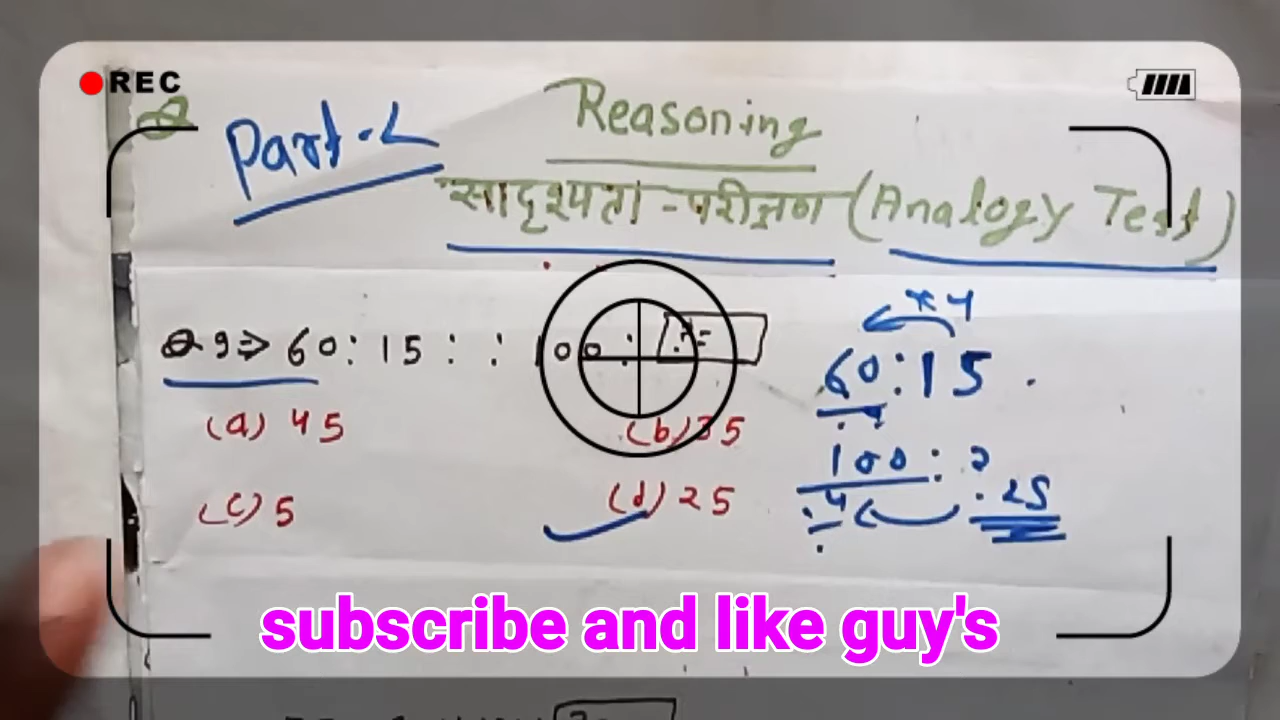 REC
Part-2
Reasoning
सादृश्यता-परीक्षण (Analogy Test)
Q9⇒ 60:15 :: 100 : ?=
(a) 45
(b) 35
(c) 5
(d) 25
×4
60:15
100:?
÷4
25
subscribe and like guy's